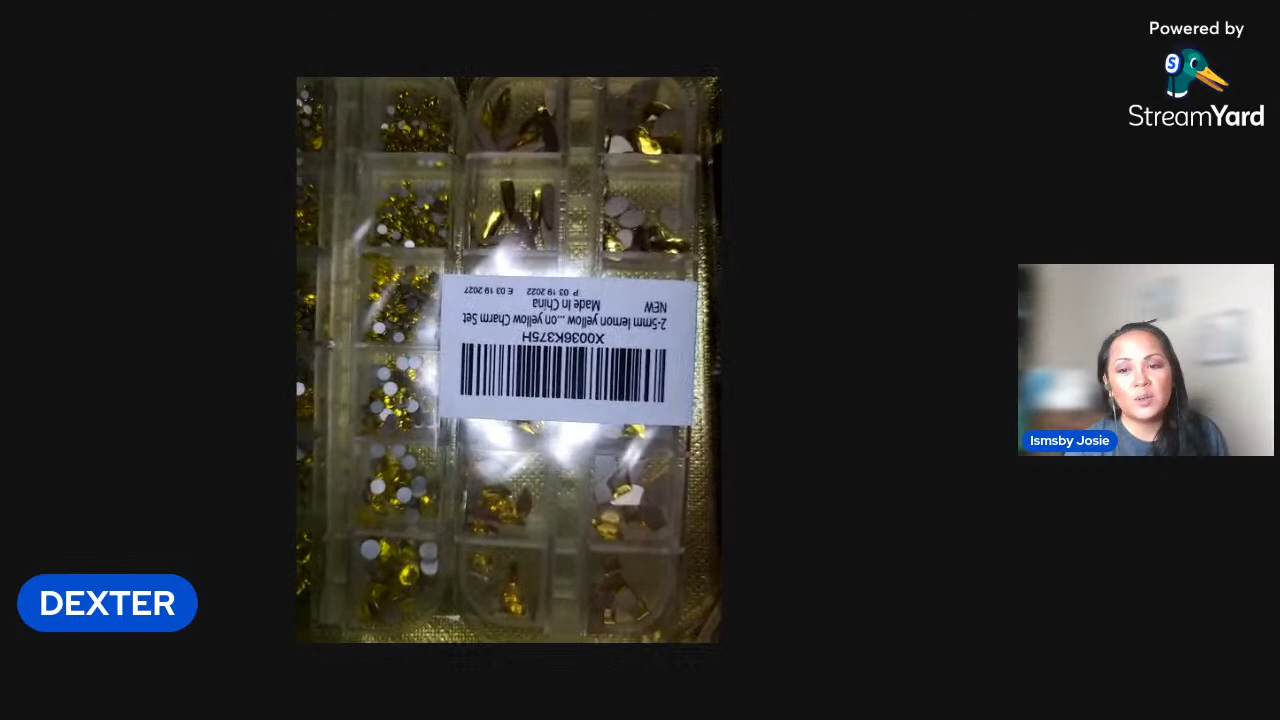 Powered by
S
StreamYard
P 03 19 2022 E 03 19 2027
NEW Made In China
2-5mm lemon yellow ...on yellow Charm Set
X0036K375H
Ismsby Josie
DEXTER